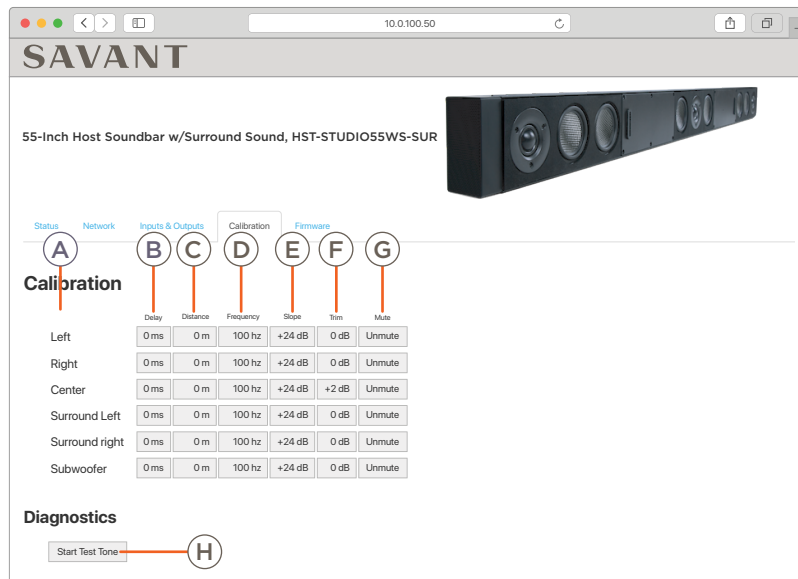 10.0.100.50
SAVANT
55-Inch Host Soundbar w/Surround Sound, HST-STUDIO55WS-SUR
Status Network Inputs & Outputs Calibration Firmware
A B C D E F G
Calibration
Delay Distance Frequency Slope Trim Mute
Left 0 ms 0 m 100 hz +24 dB 0 dB Unmute
Right 0 ms 0 m 100 hz +24 dB 0 dB Unmute
Center 0 ms 0 m 100 hz +24 dB +2 dB Unmute
Surround Left 0 ms 0 m 100 hz +24 dB 0 dB Unmute
Surround right 0 ms 0 m 100 hz +24 dB 0 dB Unmute
Subwoofer 0 ms 0 m 100 hz +24 dB 0 dB Unmute
Diagnostics
Start Test Tone H